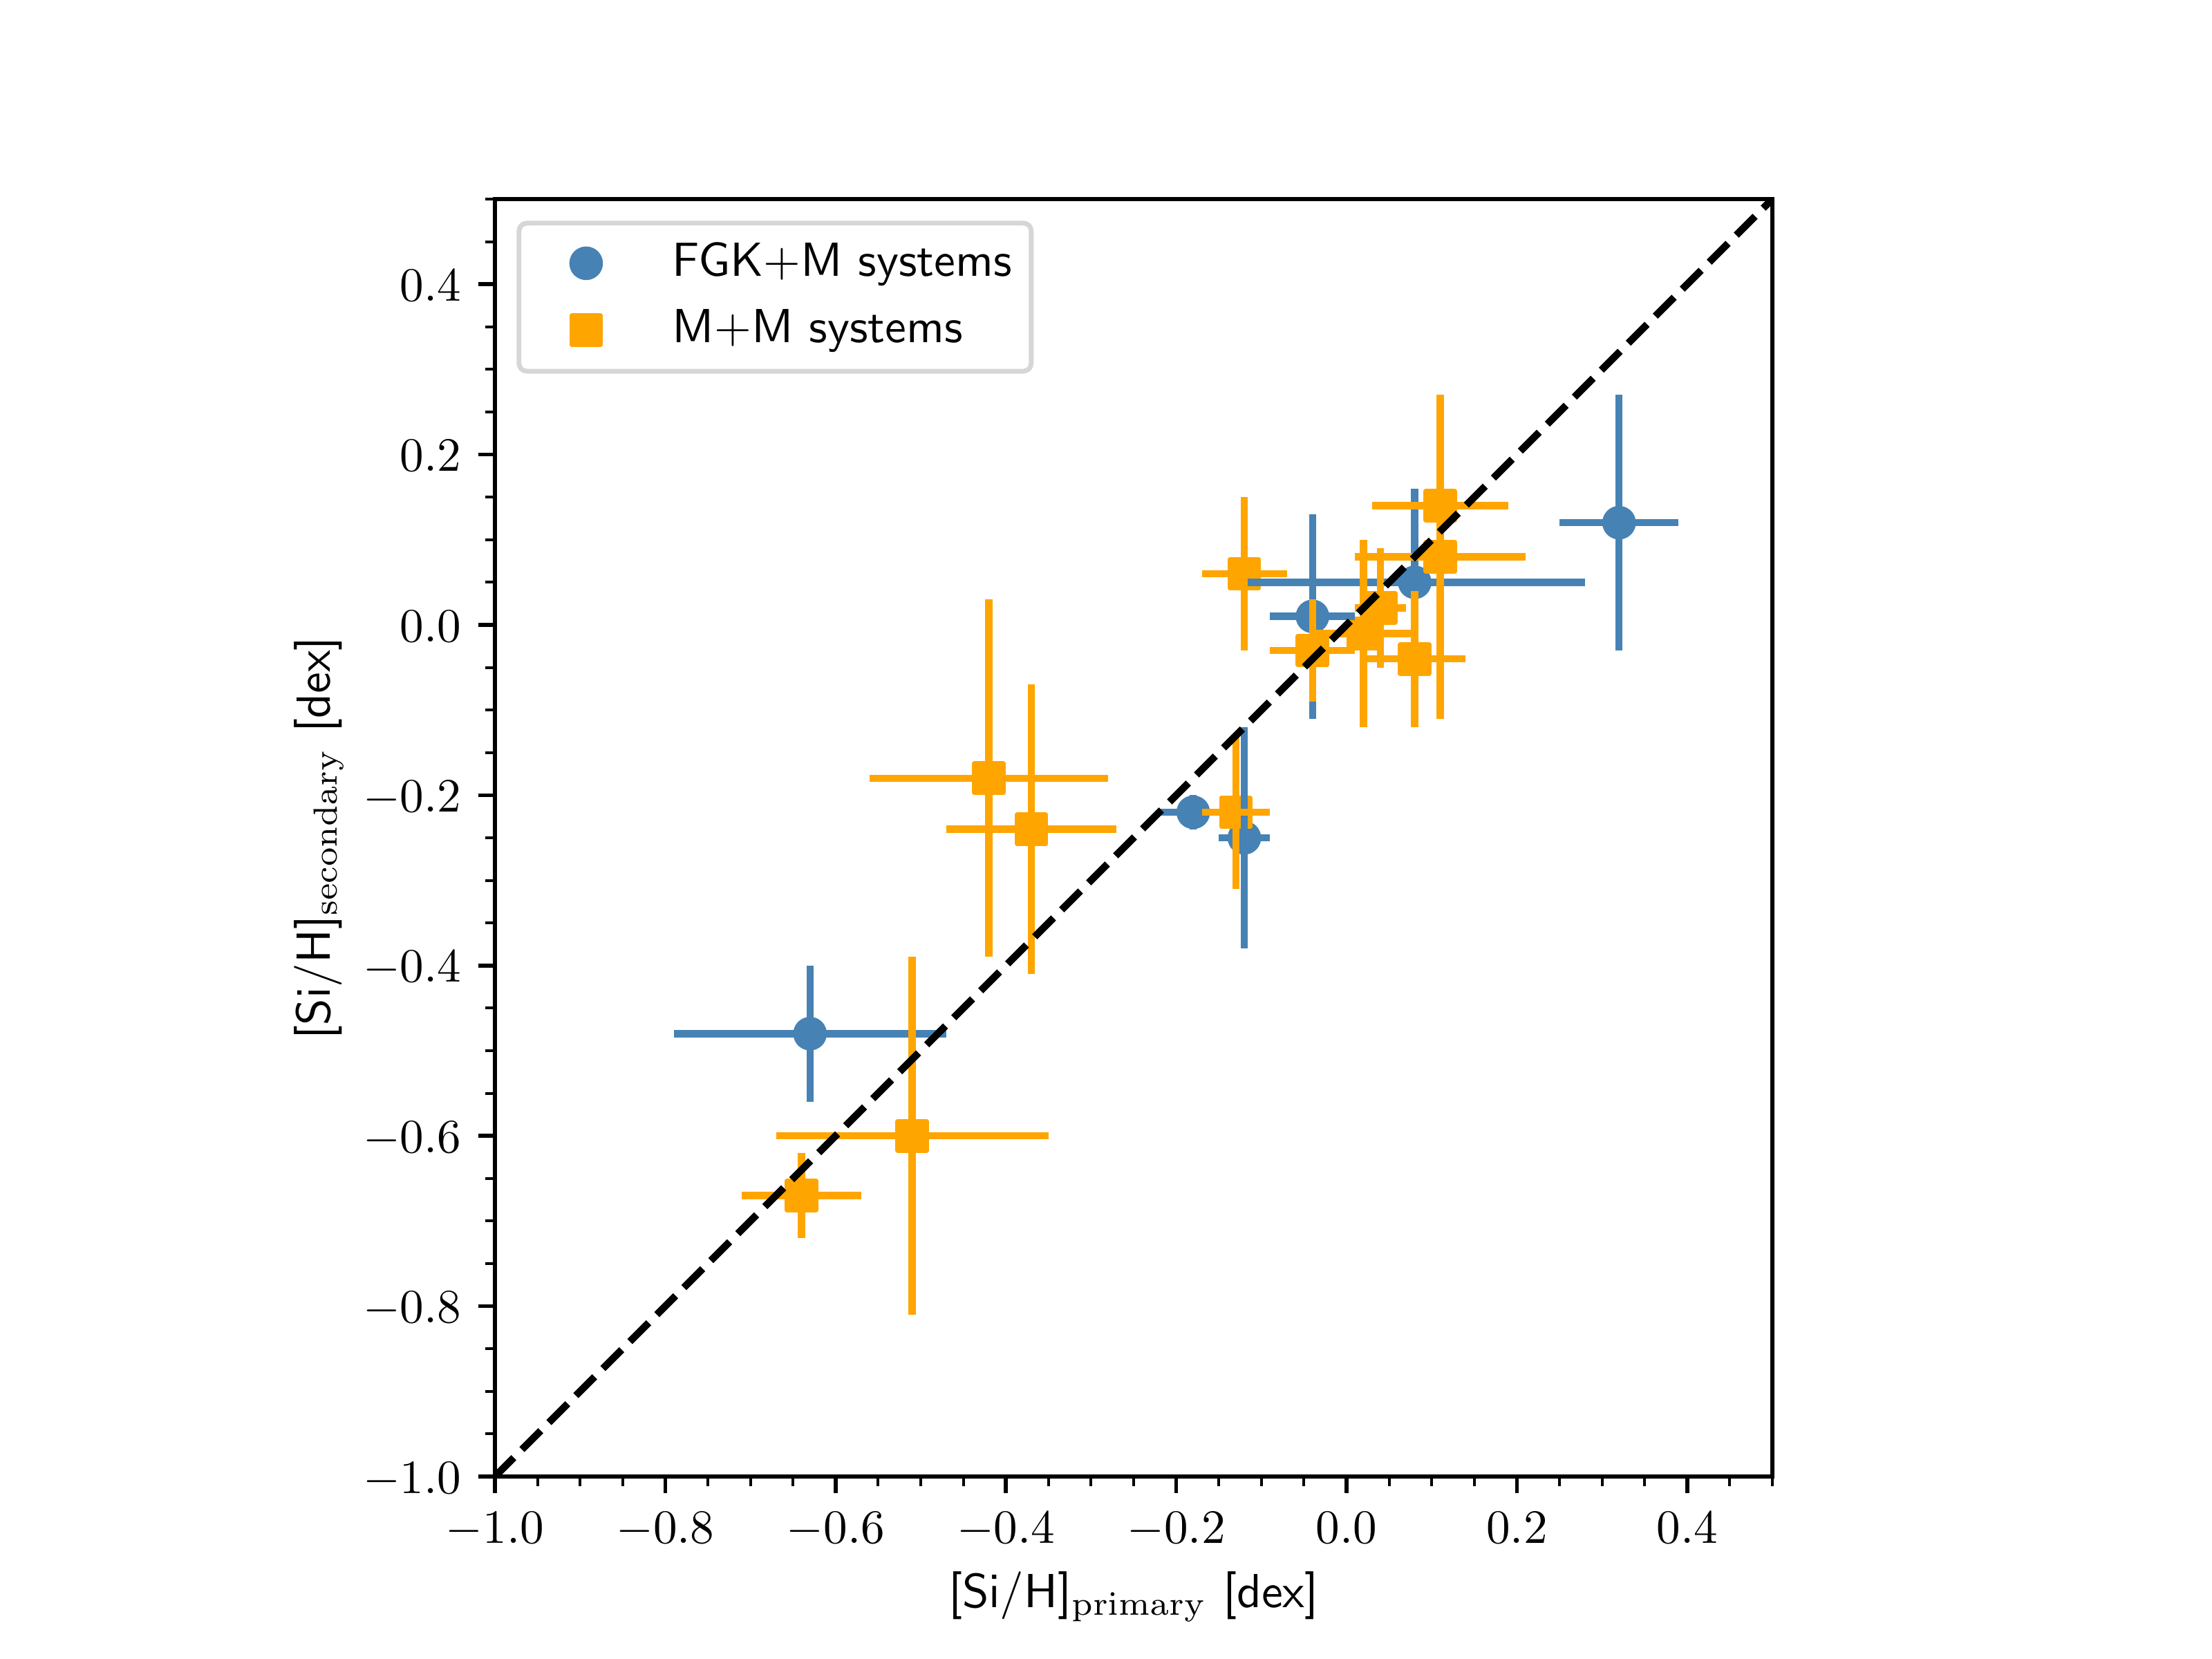 FGK+M systems
M+M systems
0.4
0.2
0.0
−0.2
−0.4
−0.6
−0.8
−1.0
[Si/H]secondary [dex]
−1.0 −0.8 −0.6 −0.4 −0.2 0.0 0.2 0.4
[Si/H]primary [dex]